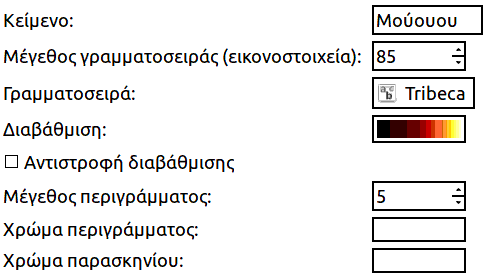 Κείμενο: Μούουου
Μέγεθος γραμματοσειράς (εικονοστοιχεία): 85
Γραμματοσειρά: Tribeca
Διαβάθμιση:
Αντιστροφή διαβάθμισης
Μέγεθος περιγράμματος: 5
Χρώμα περιγράμματος:
Χρώμα παρασκηνίου: